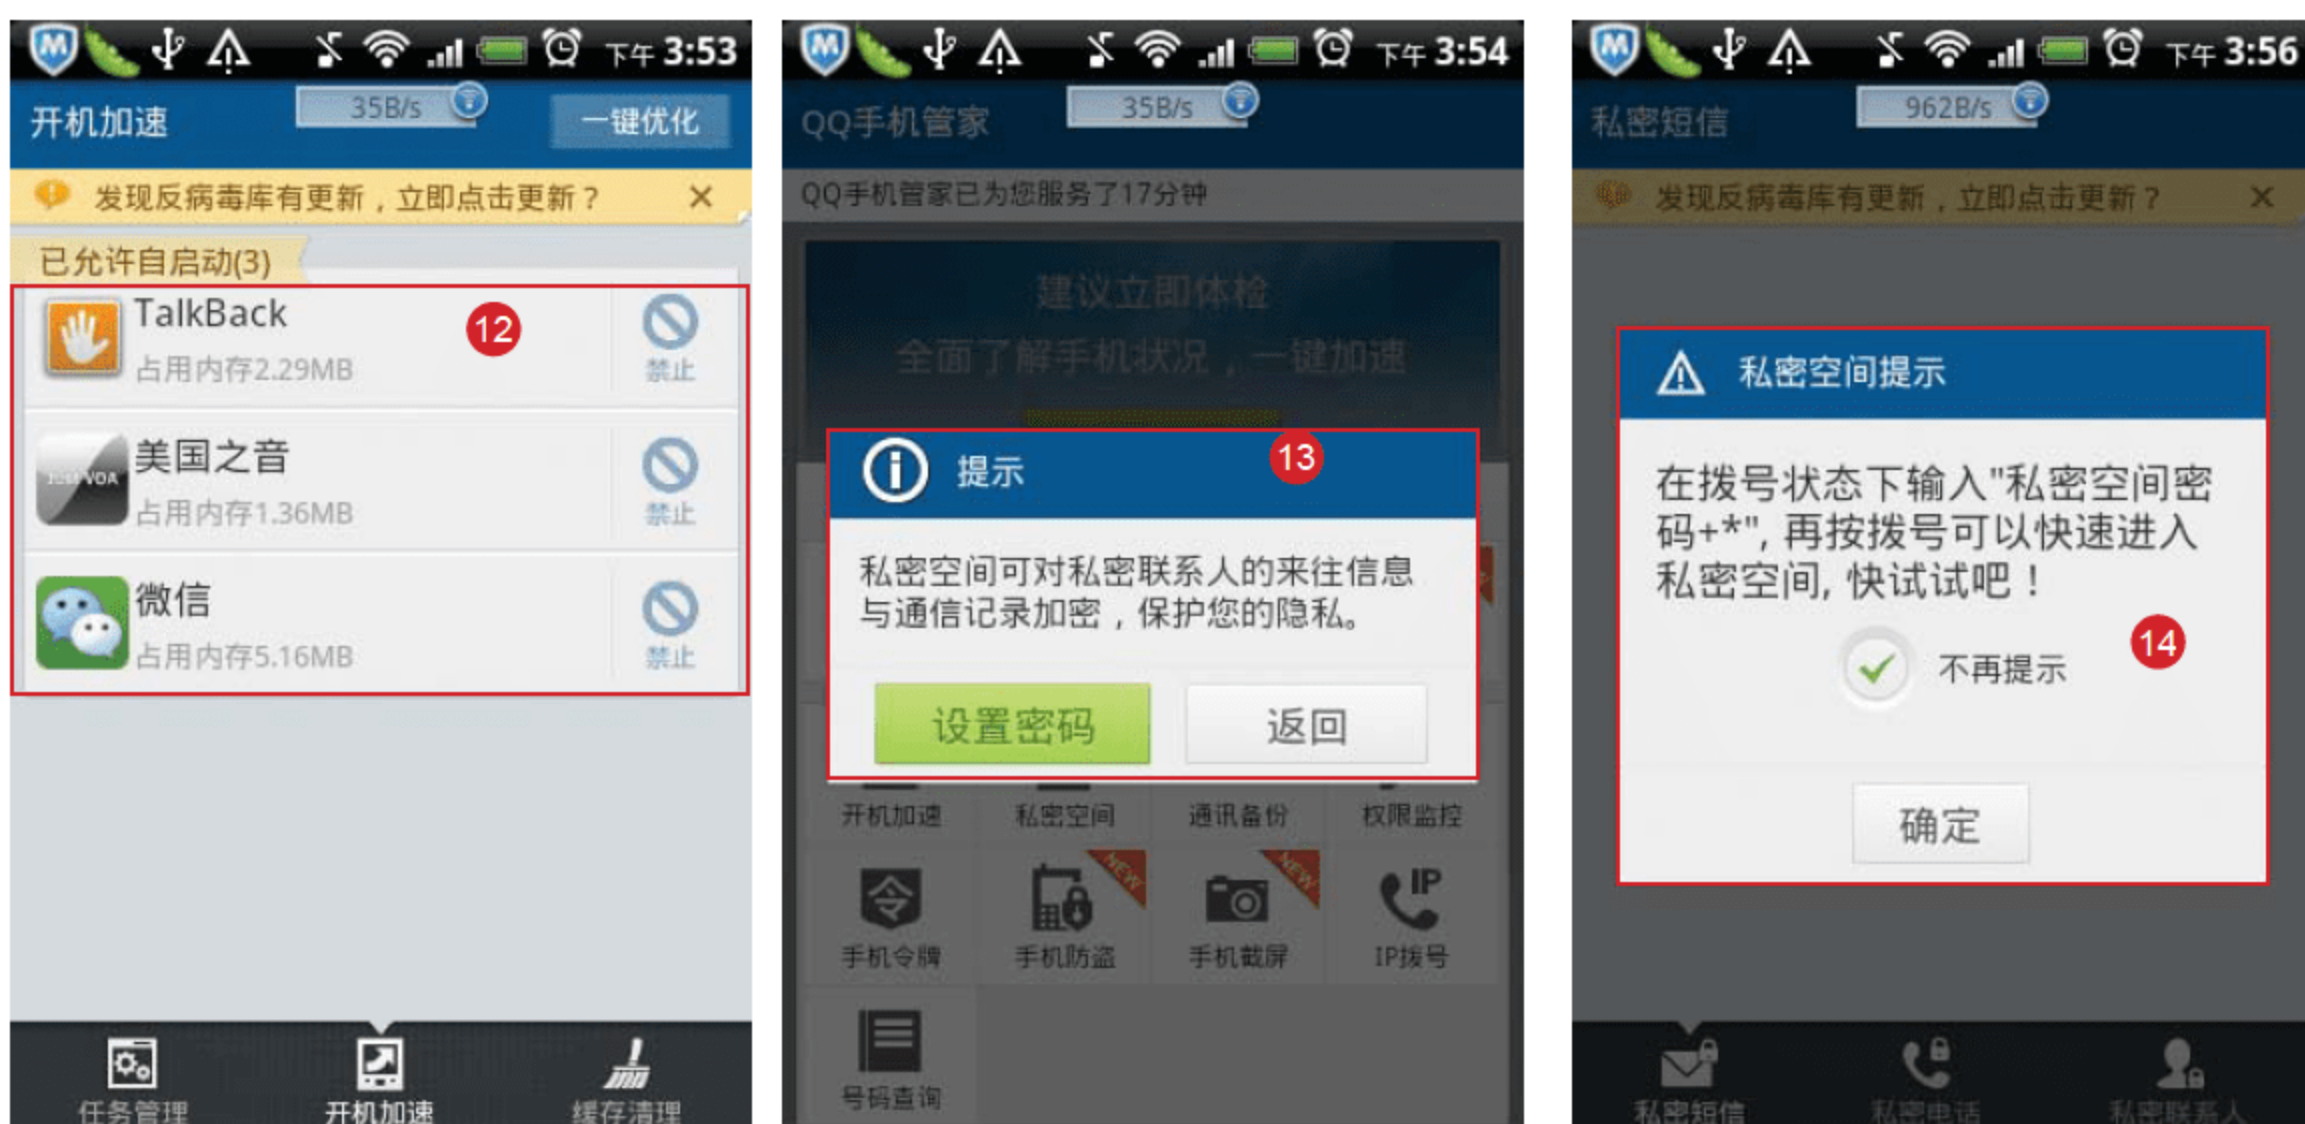 下午 3:53
开机加速
35B/s
一键优化
发现反病毒库有更新，立即点击更新？
已允许自启动(3)
TalkBack
12
占用内存2.29MB
禁止
Just VOA
美国之音
占用内存1.36MB
禁止
微信
占用内存5.16MB
禁止
任务管理
开机加速
缓存清理
下午 3:54
QQ手机管家
35B/s
QQ手机管家已为您服务了17分钟
建议立即体检
全面了解手机状况，一键加速
提示
13
私密空间可对私密联系人的来往信息
与通信记录加密，保护您的隐私。
设置密码
返回
开机加速
私密空间
通讯备份
权限监控
NEW
NEW
IP
手机令牌
手机防盗
手机截屏
IP拨号
号码查询
下午 3:56
私密短信
962B/s
发现反病毒库有更新，立即点击更新？
私密空间提示
在拨号状态下输入"私密空间密
码+*", 再按拨号可以快速进入
私密空间, 快试试吧！
14
不再提示
确定
私密短信
私密电话
私密联系人